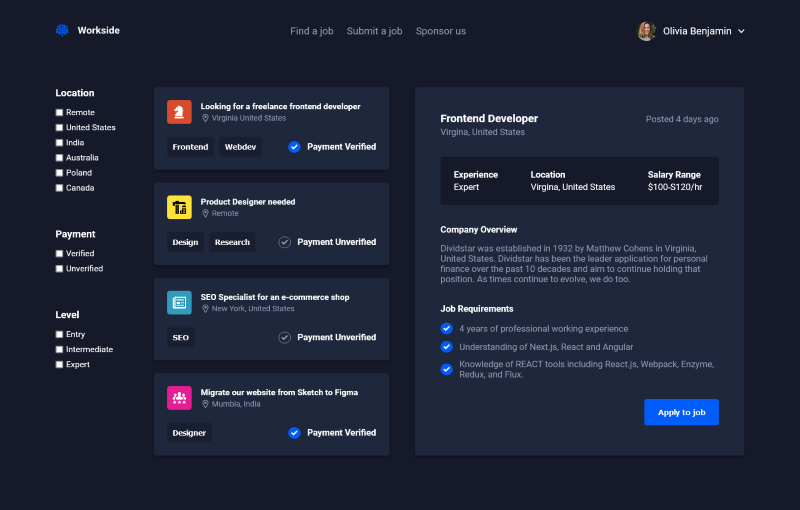 Workside
Find a job
Submit a job
Sponsor us
Olivia Benjamin
Location
Remote
United States
India
Australia
Poland
Canada
Payment
Verified
Unverified
Level
Entry
Intermediate
Expert
Looking for a freelance frontend developer
Virginia United States
Frontend
Webdev
Payment Verified
Product Designer needed
Remote
Design
Research
Payment Unverified
SEO Specialist for an e-commerce shop
New York, United States
SEO
Payment Unverified
Migrate our website from Sketch to Figma
Mumbia, India
Designer
Payment Verified
Frontend Developer
Posted 4 days ago
Virgina, United States
Experience
Expert
Location
Virgina, United States
Salary Range
$100-S120/hr
Company Overview
Dividstar was established in 1932 by Matthew Cohens in Virginia,
United States. Dividstar has been the leader application for personal
finance over the past 10 decades and aim to continue holding that
position. As times continue to evolve, we do too.
Job Requirements
4 years of professional working experience
Understanding of Next.js, React and Angular
Knowledge of REACT tools including React.js, Webpack, Enzyme,
Redux, and Flux.
Apply to job